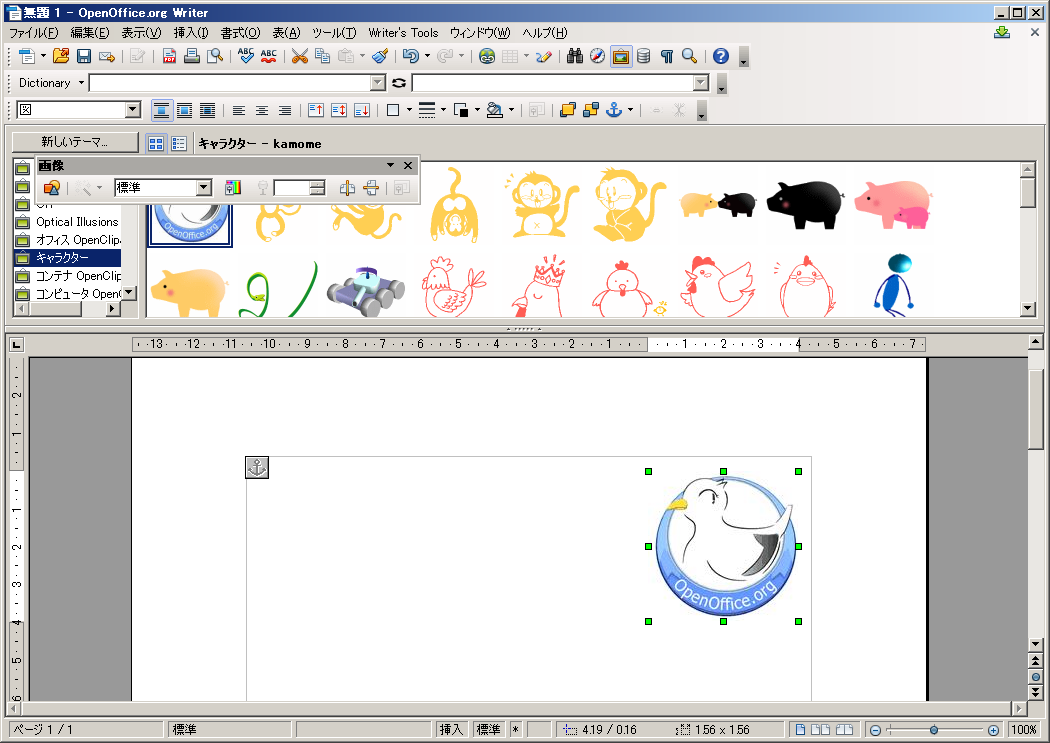 無題 1 - OpenOffice.org Writer
ファイル(F) 編集(E) 表示(V) 挿入(I) 書式(O) 表(A) ツール(T) Writer's Tools ウィンドウ(W) ヘルプ(H)
Dictionary
図
新しいテーマ... キャラクター - kamome
画像
標準
Optical Illusions
オフィス OpenClip
キャラクター
コンテナ OpenClip
コンピュータ OpenC
OpenOffice.org
13 12 11 10 9 8 7 6 5 4 3 2 1 1 2 3 4 5 6 7
2
1
1
2
3
4
5
6
OpenOffice.org
ページ 1 / 1 標準 挿入 標準 * 4.19 / 0.16 1.56 x 1.56 100%